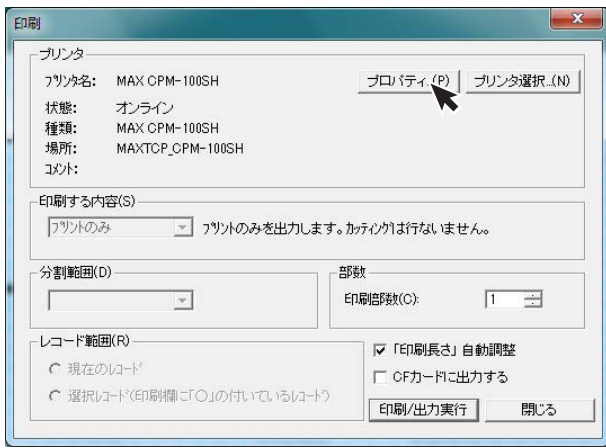 印刷
プリンタ
プリンタ名: MAX CPM-100SH
プロパティ..(P) プリンタ選択..(N)
状態: オンライン
種類: MAX CPM-100SH
場所: MAXTCP_CPM-100SH
コメント:
印刷する内容(S)
プリントのみ プリントのみを出力します。カッティングは行ないません。
分割範囲(D)
部数
印刷部数(C): 1
レコード範囲(R)
現在のレコード
選択レコード(印刷欄に「○」の付いているレコード)
「印刷長さ」自動調整
CFカードに出力する
印刷/出力実行 閉じる